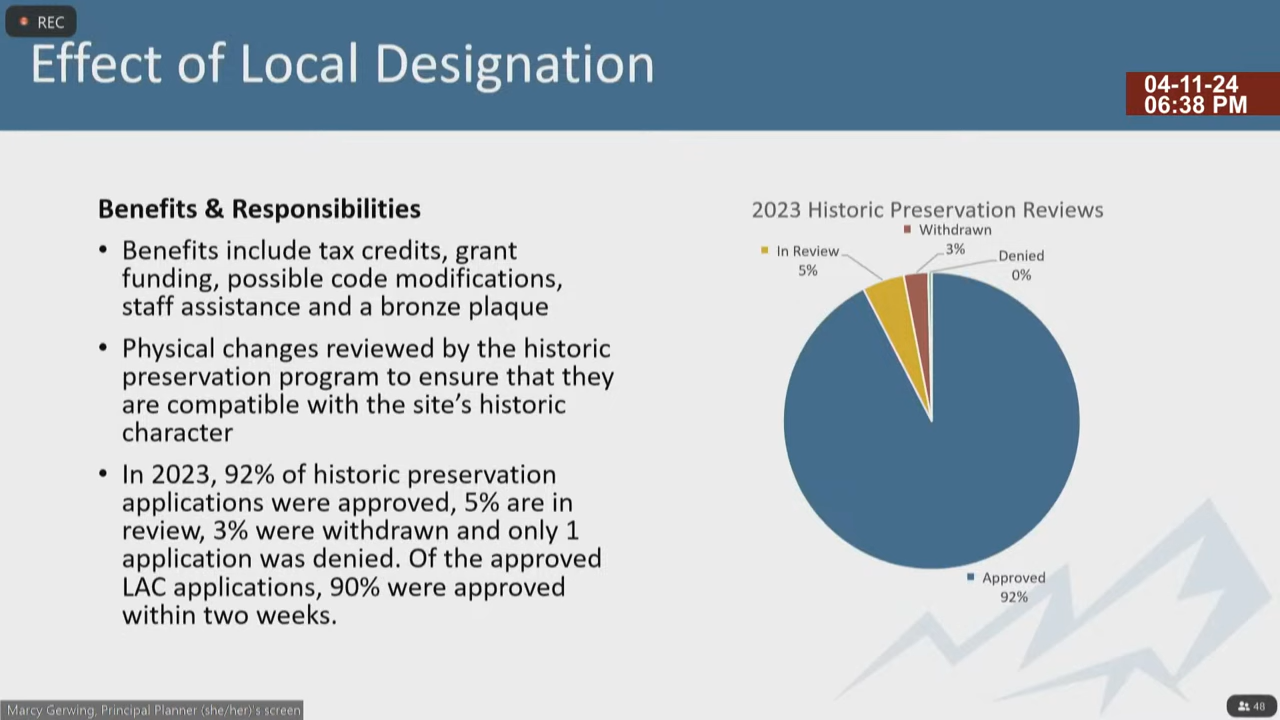 REC
Effect of Local Designation
04-11-24
06:38 PM
Benefits & Responsibilities
• Benefits include tax credits, grant
funding, possible code modifications,
staff assistance and a bronze plaque
• Physical changes reviewed by the historic
preservation program to ensure that they
are compatible with the site's historic
character
• In 2023, 92% of historic preservation
applications were approved, 5% are in
review, 3% were withdrawn and only 1
application was denied. Of the approved
LAC applications, 90% were approved
within two weeks.
2023 Historic Preservation Reviews
Withdrawn
3%
In Review
5%
Denied
0%
Approved
92%
Marcy Gerwing, Principal Planner (she/her)'s screen
48